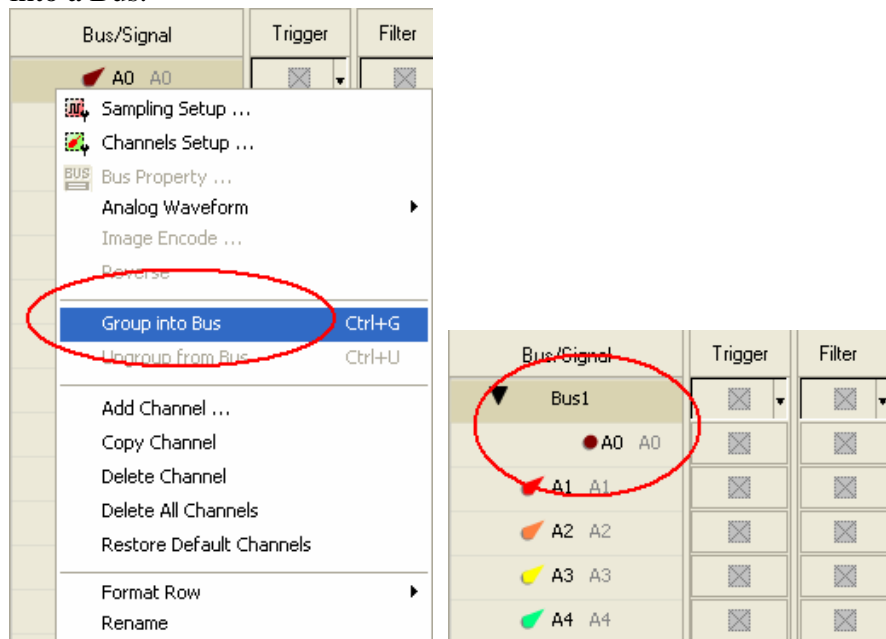 into a Bus.
Bus/Signal Trigger Filter
A0 A0
Sampling Setup ...
Channels Setup ...
BUS Bus Property ...
Analog Waveform
Image Encode ...
Reverse
Group into Bus Ctrl+G
Ungroup from Bus Ctrl+U
Add Channel ...
Copy Channel
Delete Channel
Delete All Channels
Restore Default Channels
Format Row
Rename
Bus/Signal Trigger Filter
Bus1
A0 A0
A1 A1
A2 A2
A3 A3
A4 A4